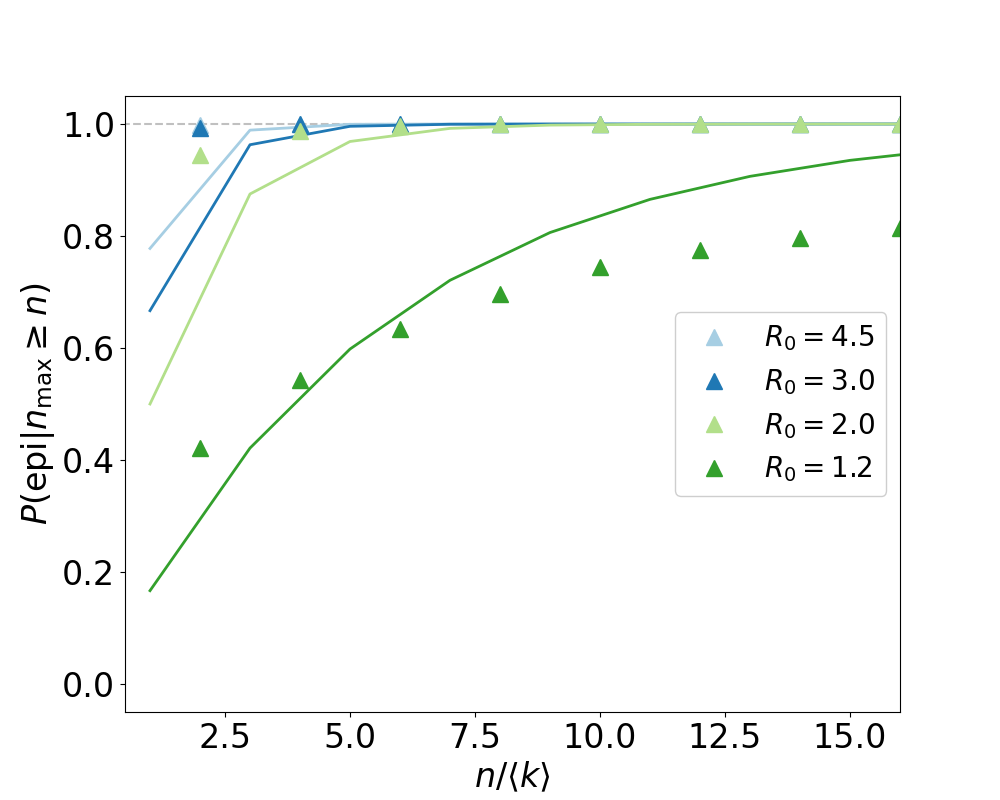 1.0
0.8
0.6
0.4
0.2
0.0
P(epi|n_max ≥ n)
R_0 = 4.5
R_0 = 3.0
R_0 = 2.0
R_0 = 1.2
2.5 5.0 7.5 10.0 12.5 15.0
n/⟨k⟩